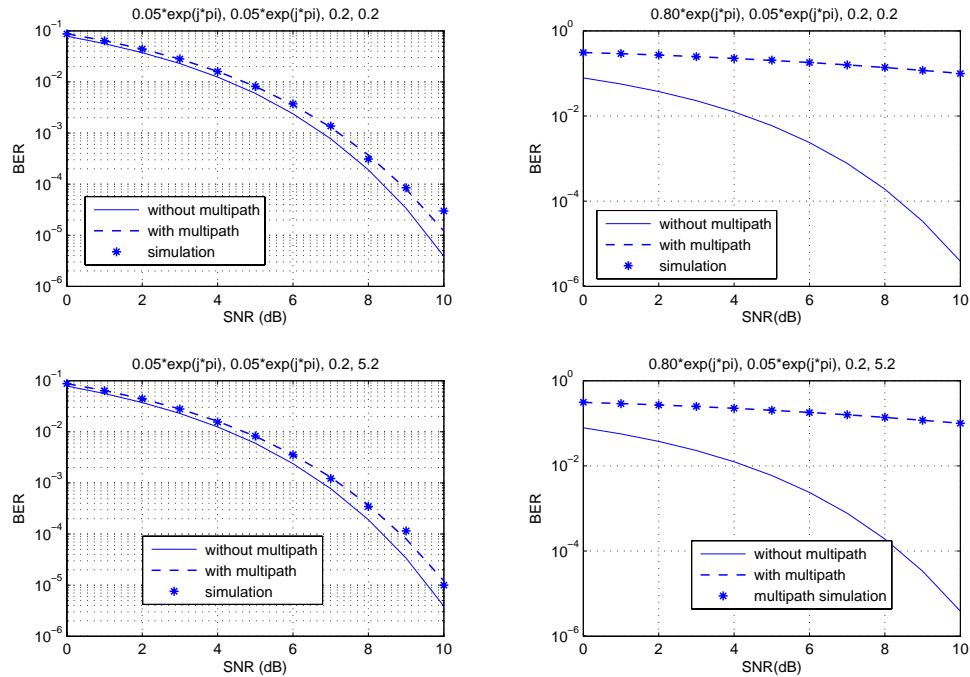 0.05*exp(j*pi), 0.05*exp(j*pi), 0.2, 0.2
10^−1
10^−2
10^−3
10^−4
10^−5
10^−6
BER
0 2 4 6 8 10
SNR (dB)
without multipath
with multipath
simulation
0.80*exp(j*pi), 0.05*exp(j*pi), 0.2, 0.2
10^0
10^−2
10^−4
10^−6
BER
0 2 4 6 8 10
SNR(dB)
without multipath
with multipath
simulation
0.05*exp(j*pi), 0.05*exp(j*pi), 0.2, 5.2
10^−1
10^−2
10^−3
10^−4
10^−5
10^−6
BER
0 2 4 6 8 10
SNR (dB)
without multipath
with multipath
simulation
0.80*exp(j*pi), 0.05*exp(j*pi), 0.2, 5.2
10^0
10^−2
10^−4
10^−6
BER
0 2 4 6 8 10
SNR(dB)
without multipath
with multipath
multipath simulation